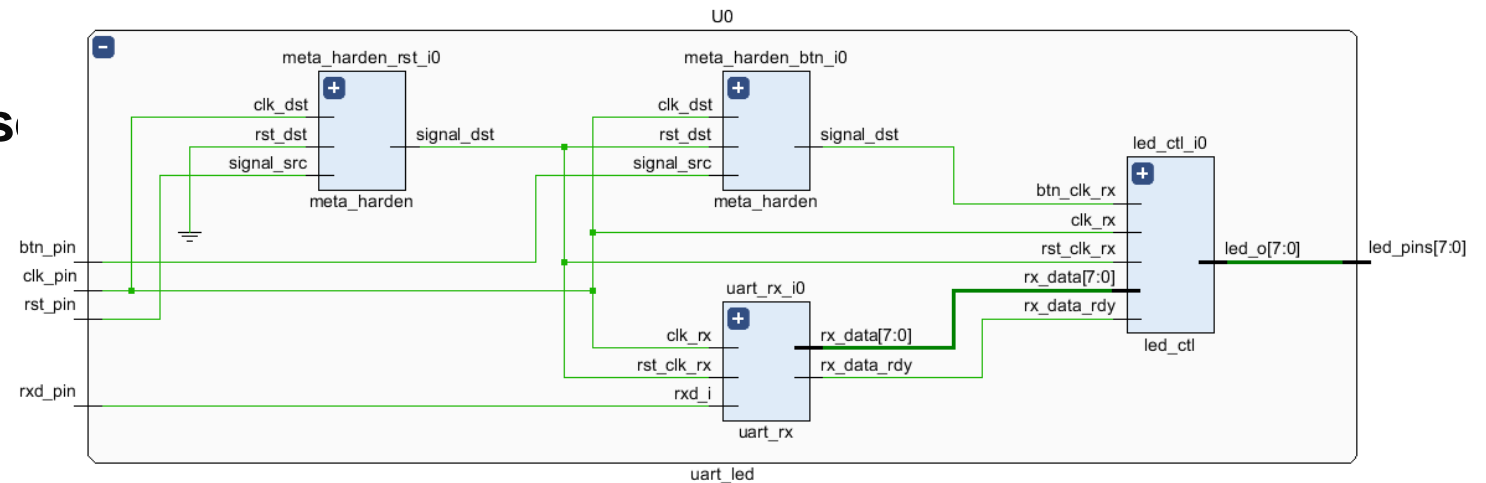 U0
meta_harden_rst_i0
clk_dst
rst_dst
signal_src
signal_dst
meta_harden
meta_harden_btn_i0
clk_dst
rst_dst
signal_src
signal_dst
meta_harden
led_ctl_i0
btn_clk_rx
clk_rx
rst_clk_rx
rx_data[7:0]
rx_data_rdy
led_o[7:0]
led_ctl
led_pins[7:0]
btn_pin
clk_pin
rst_pin
rxd_pin
uart_rx_i0
clk_rx
rst_clk_rx
rxd_i
rx_data[7:0]
rx_data_rdy
uart_rx
uart_led